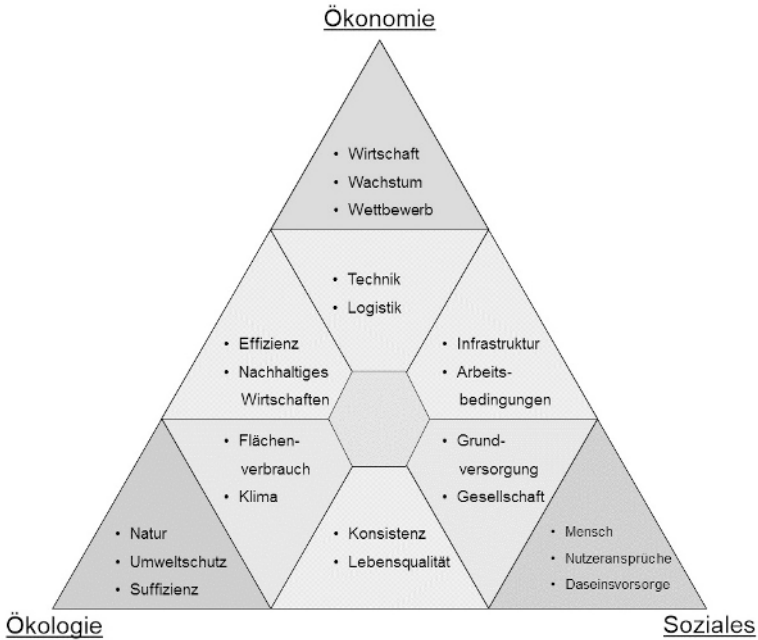 Ökonomie
• Wirtschaft
• Wachstum
• Wettbewerb
• Technik
• Logistik
• Effizienz
• Nachhaltiges
Wirtschaften
• Infrastruktur
• Arbeits-
bedingungen
• Flächen-
verbrauch
• Klima
• Grund-
versorgung
• Gesellschaft
• Natur
• Umweltschutz
• Suffizienz
• Konsistenz
• Lebensqualität
• Mensch
• Nutzeransprüche
• Daseinsvorsorge
Ökologie
Soziales